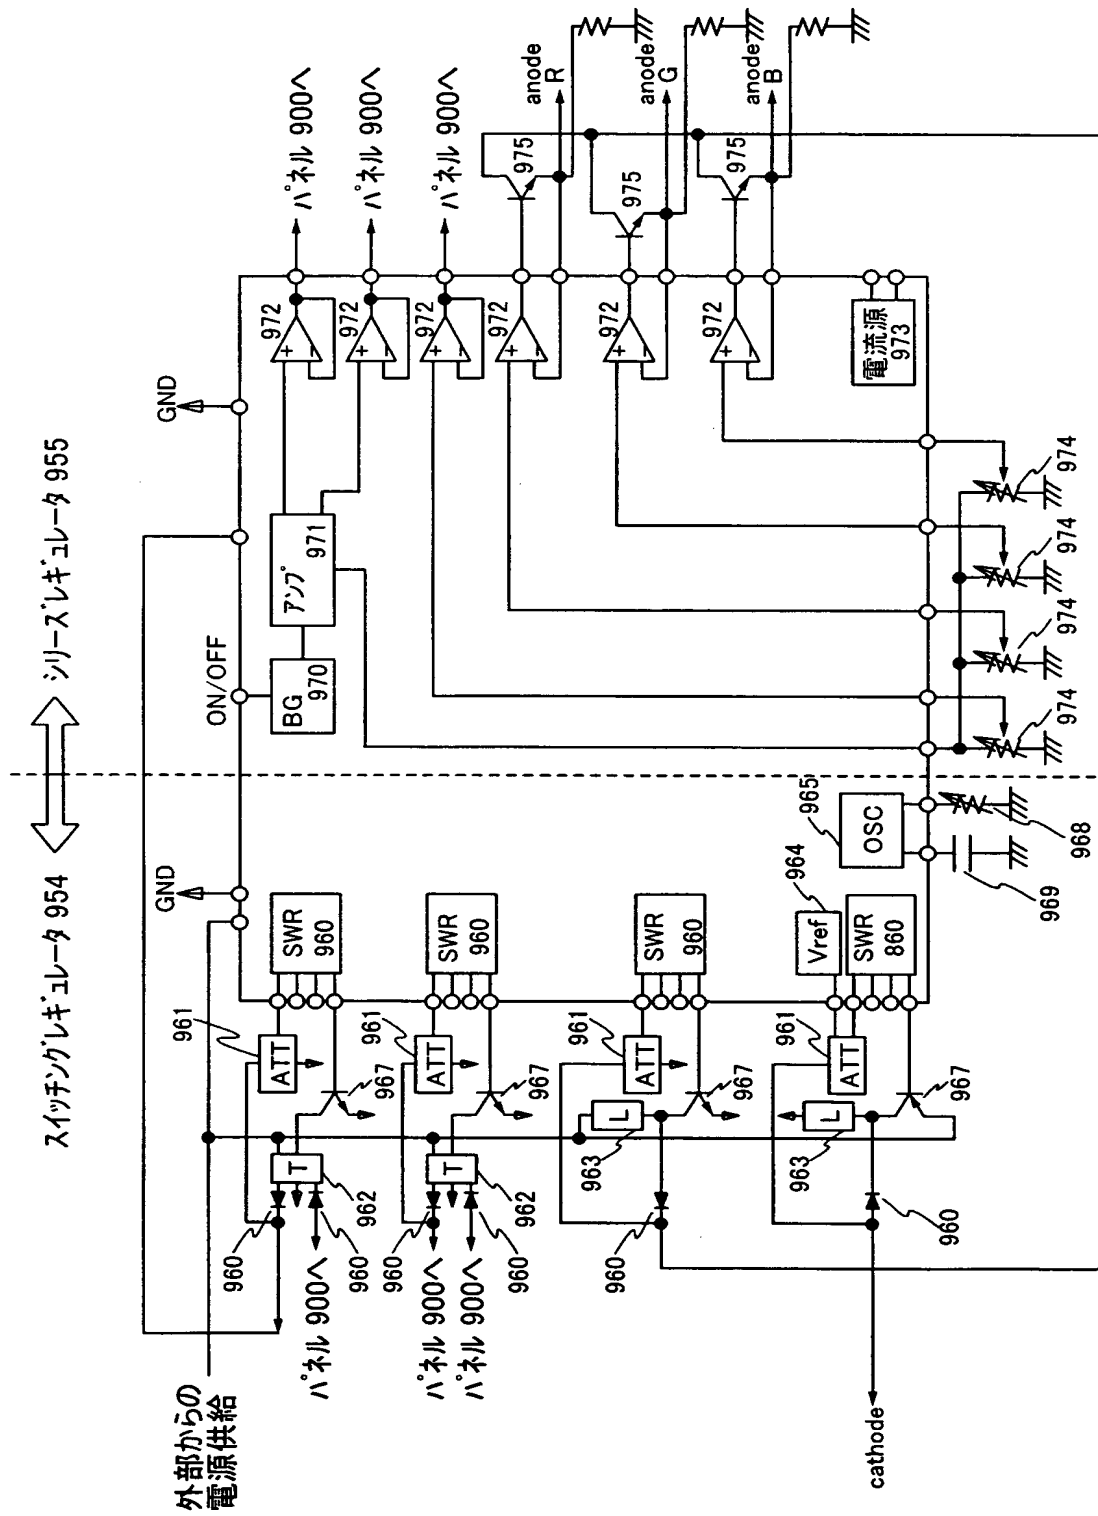 スイッチングレギュレータ 954
シリーズレギュレータ 955
外部からの
電源供給
GND
ON/OFF
GND
961
ATT
SWR
960
967
T
962
960
960
パネル 900へ
961
ATT
SWR
960
967
T
962
960
960
パネル 900へ
パネル 900へ
961
ATT
SWR
960
967
L
963
960
964
Vref
961
ATT
SWR
860
967
L
963
960
cathode
965
OSC
968
969
BG
970
アンプ
971
+
−
972
パネル 900へ
+
−
972
パネル 900へ
+
−
972
パネル 900へ
+
−
972
975
anode
R
+
−
972
975
anode
G
+
−
972
975
anode
B
電流源
973
974
974
974
974